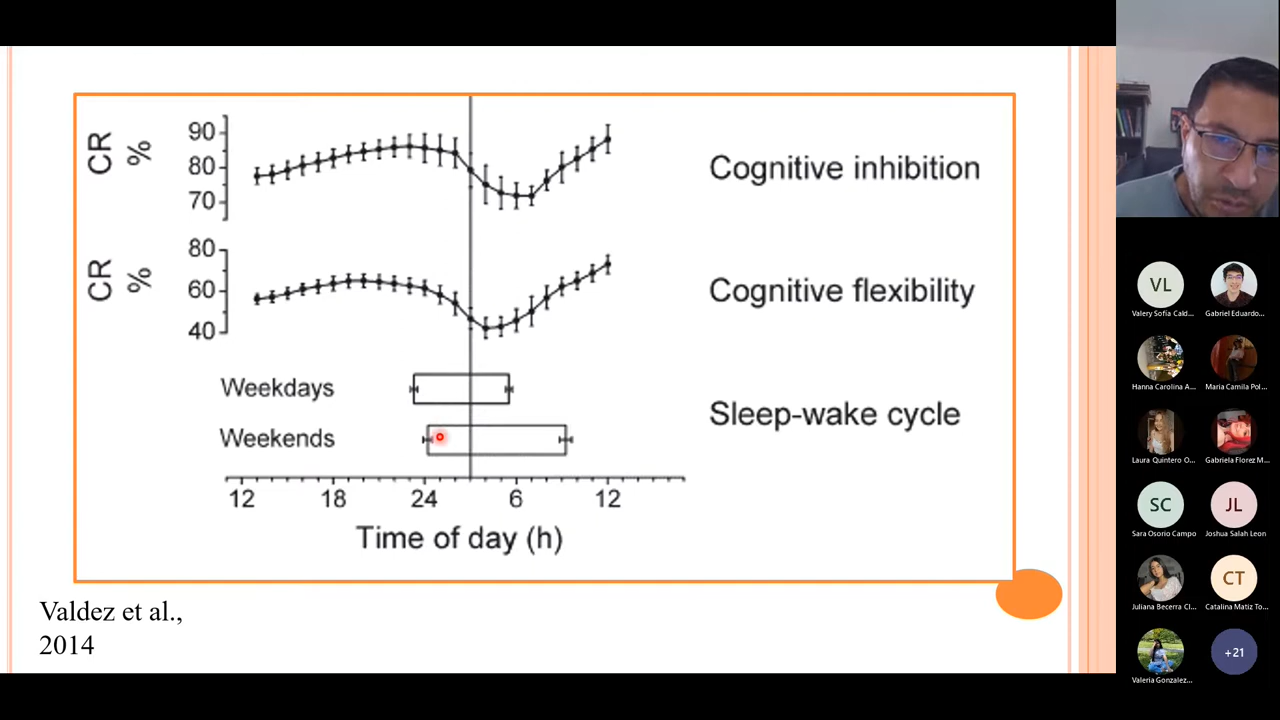 CR
%
90
80
70
Cognitive inhibition
CR
%
80
60
40
Cognitive flexibility
Weekdays
Weekends
Sleep-wake cycle
12 18 24 6 12
Time of day (h)
Valdez et al.,
2014
VL
Valery Sofía Cald...
Gabriel Eduardo...
Hanna Carolina A...
Maria Camila Pol...
Laura Quintero O...
Gabriela Florez M...
SC
Sara Osorio Campo
JL
Joshua Salah Leon
Juliana Becerra Cl...
CT
Catalina Matiz To...
Valeria Gonzalez...
+21